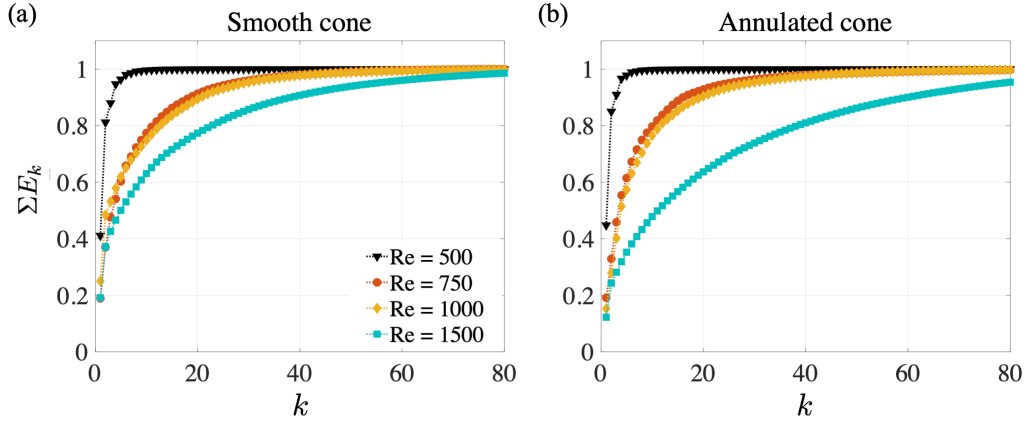 (a)
Smooth cone
1
0.8
0.6
0.4
0.2
0
ΣE_k
0 20 40 60 80
k
Re = 500
Re = 750
Re = 1000
Re = 1500
(b)
Annulated cone
1
0.8
0.6
0.4
0.2
0
0 20 40 60 80
k